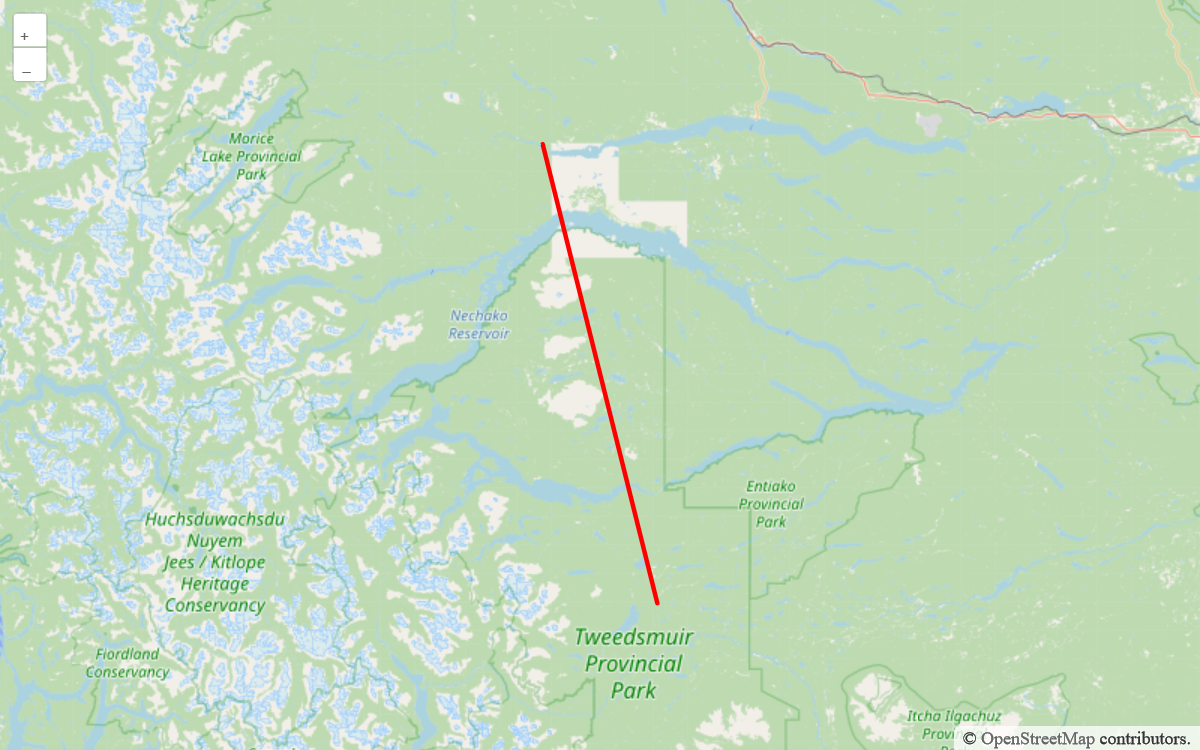 +
–
Morice
Lake Provincial
Park
Nechako
Reservoir
Entiako
Provincial
Park
Huchsduwachsdu
Nuyem
Jees / Kitlope
Heritage
Conservancy
Fiordland
Conservancy
Tweedsmuir
Provincial
Park
Itcha Ilgachuz
© OpenStreetMap contributors.